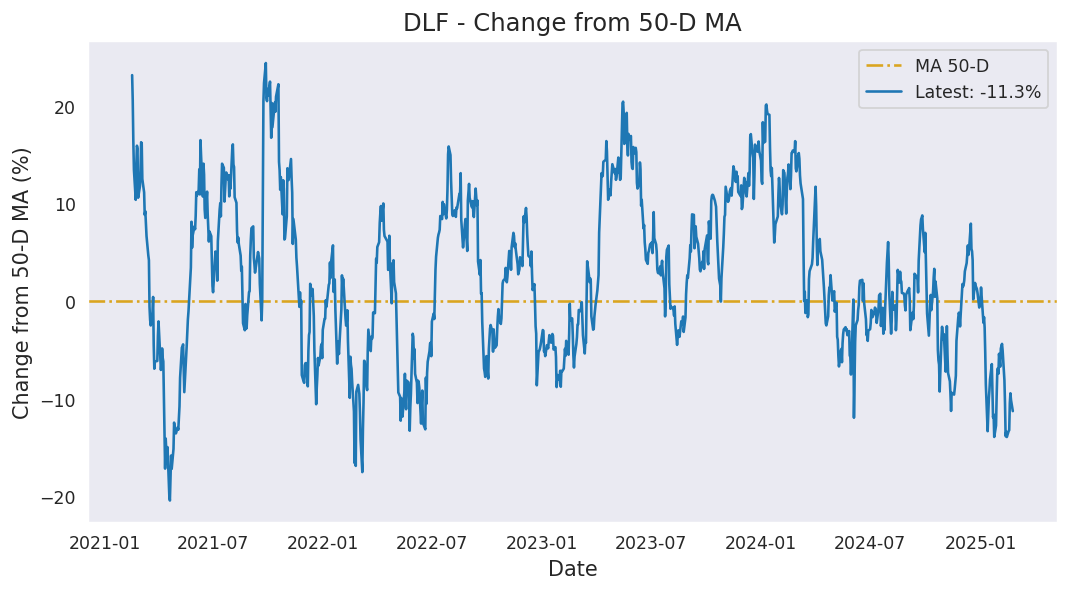 DLF - Change from 50-D MA
MA 50-D
Latest: -11.3%
Change from 50-D MA (%)
20
10
0
−10
−20
2021-01 2021-07 2022-01 2022-07 2023-01 2023-07 2024-01 2024-07 2025-01
Date